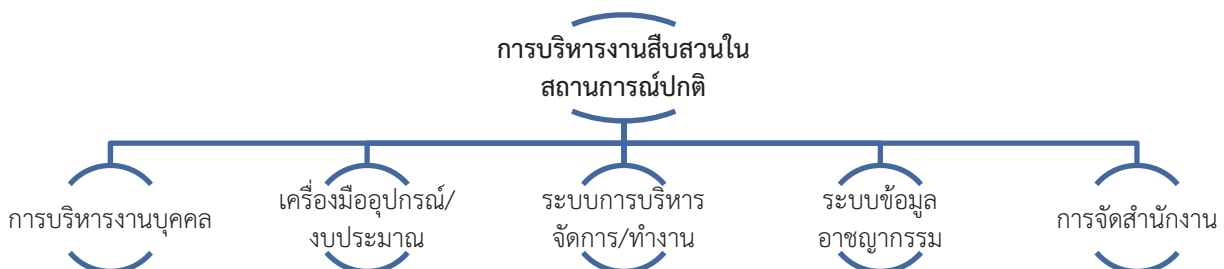 การบริหารงานสืบสวนใน
สถานการณ์ปกติ
การบริหารงานบุคคล
เครื่องมืออุปกรณ์/
งบประมาณ
ระบบการบริหาร
จัดการ/ทำงาน
ระบบข้อมูล
อาชญากรรม
การจัดสำนักงาน